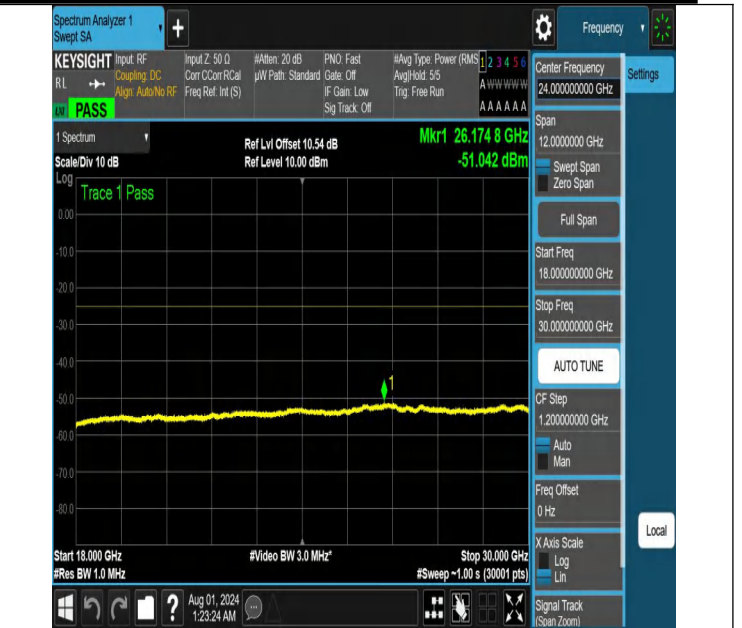 Spectrum Analyzer 1
Swept SA
Frequency
KEYSIGHT
RL
PASS
Input: RF
Coupling: DC
Align: Auto/No RF
Input Z: 50 Ω
Corr CCorr RCal
Freq Ref: Int (S)
#Atten: 20 dB
µW Path: Standard
PNO: Fast
Gate: Off
IF Gain: Low
Sig Track: Off
#Avg Type: Power (RMS
Avg|Hold: 5/5
Trig: Free Run
1 2 3 4 5 6
A W W W W W
A A A A A A
1 Spectrum
Scale/Div 10 dB
Log
Ref Lvl Offset 10.54 dB
Ref Level 10.00 dBm
Mkr1 26.174 8 GHz
-51.042 dBm
Trace 1 Pass
0.00
-10.0
-20.0
-30.0
-40.0
-50.0
-60.0
-70.0
-80.0
1
Start 18.000 GHz
#Res BW 1.0 MHz
#Video BW 3.0 MHz*
Stop 30.000 GHz
#Sweep ~1.00 s (30001 pts)
Aug 01, 2024
1:23:24 AM
Center Frequency
24.000000000 GHz
Settings
Span
12.0000000 GHz
Swept Span
Zero Span
Full Span
Start Freq
18.000000000 GHz
Stop Freq
30.000000000 GHz
AUTO TUNE
CF Step
1.200000000 GHz
Auto
Man
Freq Offset
0 Hz
X Axis Scale
Log
Lin
Local
Signal Track
(Span Zoom)